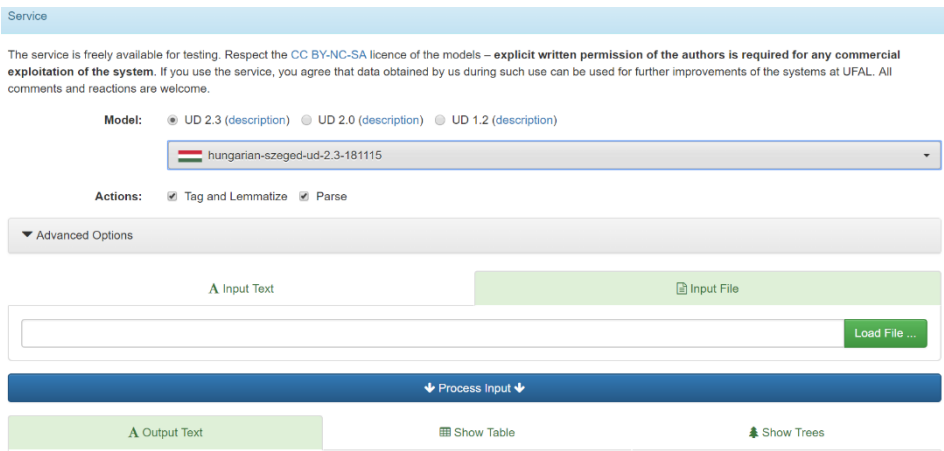 Service
The service is freely available for testing. Respect the CC BY-NC-SA licence of the models – explicit written permission of the authors is required for any commercial
exploitation of the system. If you use the service, you agree that data obtained by us during such use can be used for further improvements of the systems at UFAL. All
comments and reactions are welcome.
Model: UD 2.3 (description) UD 2.0 (description) UD 1.2 (description)
hungarian-szeged-ud-2.3-181115
Actions: Tag and Lemmatize Parse
Advanced Options
A Input Text Input File
Load File ...
Process Input
A Output Text Show Table Show Trees